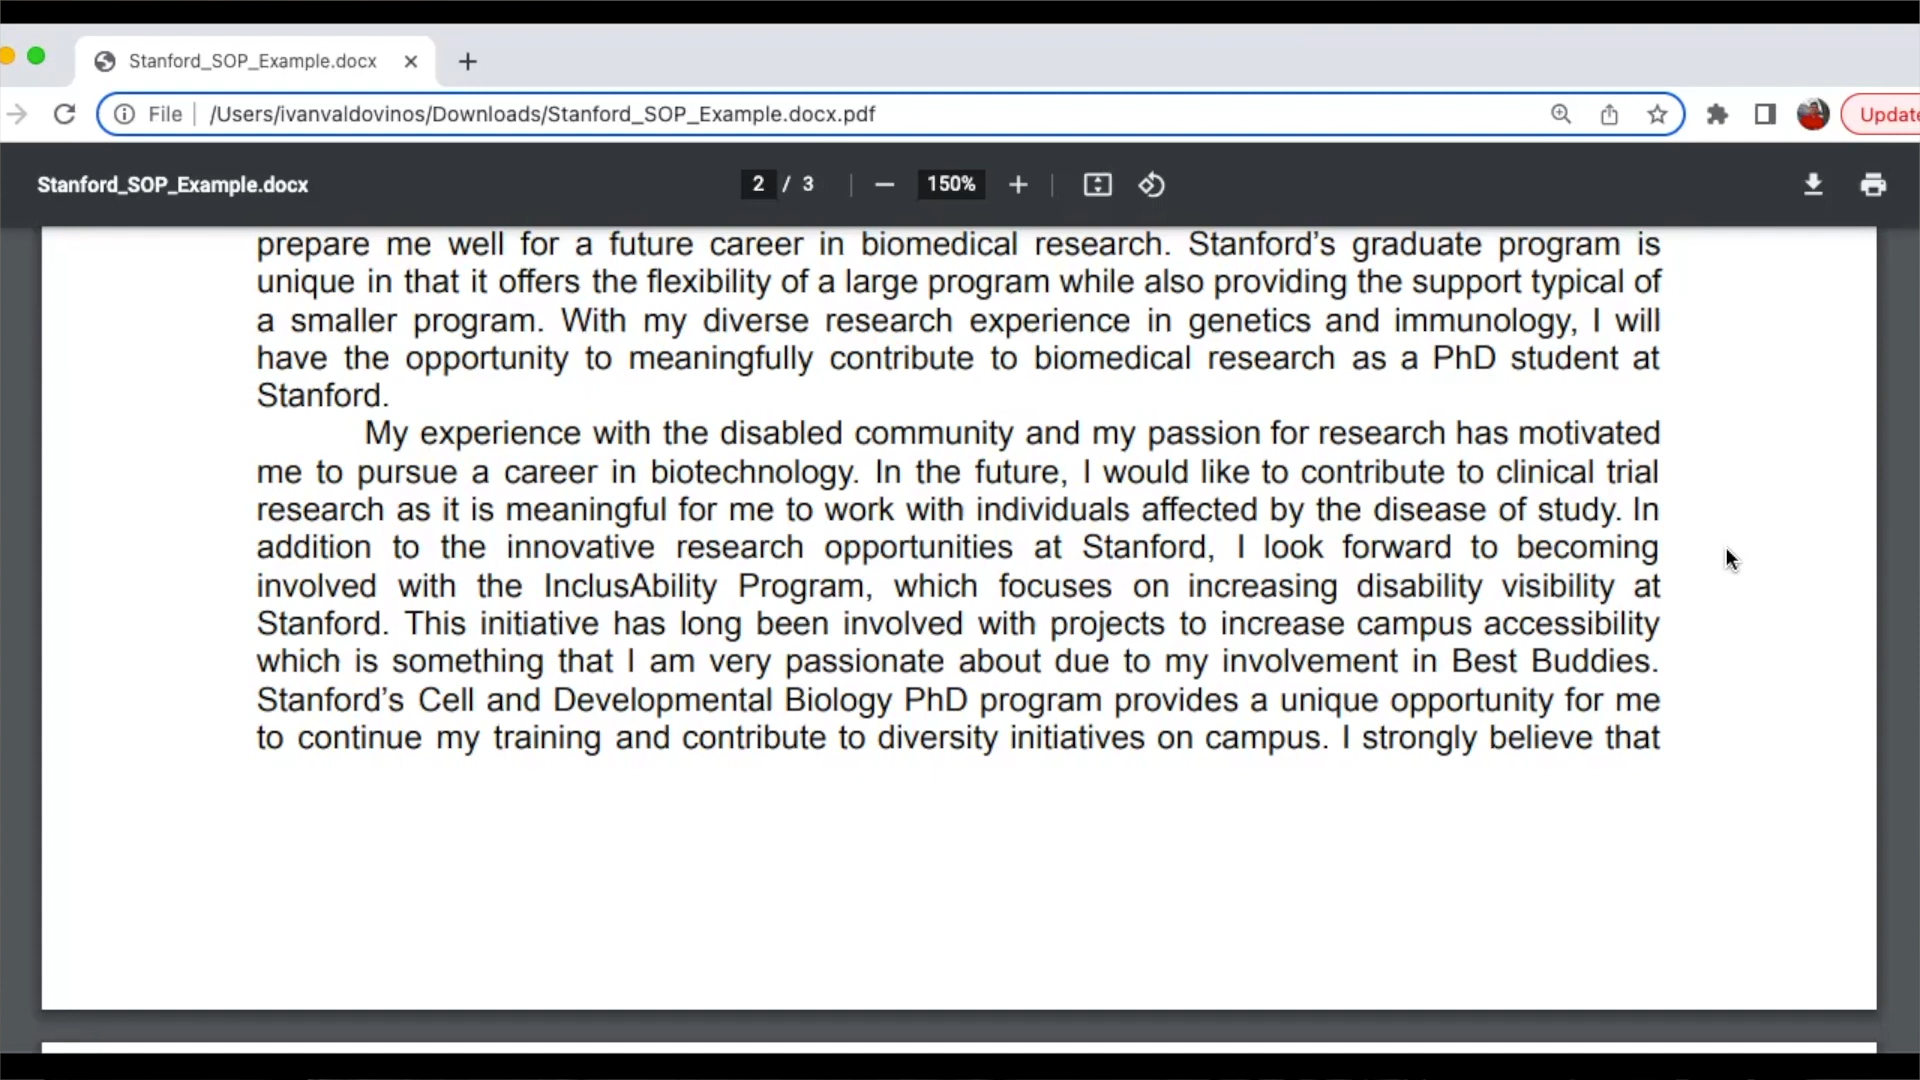 Stanford_SOP_Example.docx
File /Users/ivanvaldovinos/Downloads/Stanford_SOP_Example.docx.pdf
Update
Stanford_SOP_Example.docx 2 / 3 150%
prepare me well for a future career in biomedical research. Stanford’s graduate program is
unique in that it offers the flexibility of a large program while also providing the support typical of
a smaller program. With my diverse research experience in genetics and immunology, I will
have the opportunity to meaningfully contribute to biomedical research as a PhD student at
Stanford.
My experience with the disabled community and my passion for research has motivated
me to pursue a career in biotechnology. In the future, I would like to contribute to clinical trial
research as it is meaningful for me to work with individuals affected by the disease of study. In
addition to the innovative research opportunities at Stanford, I look forward to becoming
involved with the InclusAbility Program, which focuses on increasing disability visibility at
Stanford. This initiative has long been involved with projects to increase campus accessibility
which is something that I am very passionate about due to my involvement in Best Buddies.
Stanford’s Cell and Developmental Biology PhD program provides a unique opportunity for me
to continue my training and contribute to diversity initiatives on campus. I strongly believe that